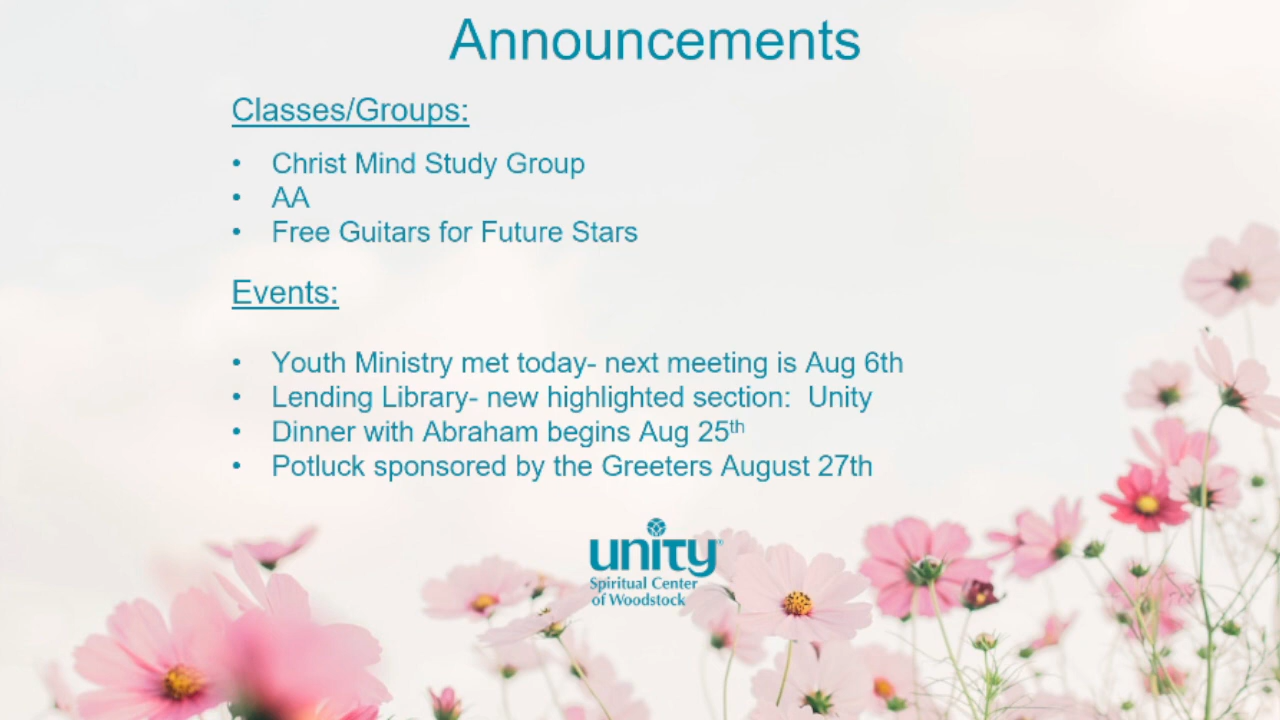 Announcements
Classes/Groups:
• Christ Mind Study Group
• AA
• Free Guitars for Future Stars
Events:
• Youth Ministry met today- next meeting is Aug 6th
• Lending Library- new highlighted section:  Unity
• Dinner with Abraham begins Aug 25th
• Potluck sponsored by the Greeters August 27th
unity®
Spiritual Center
of Woodstock